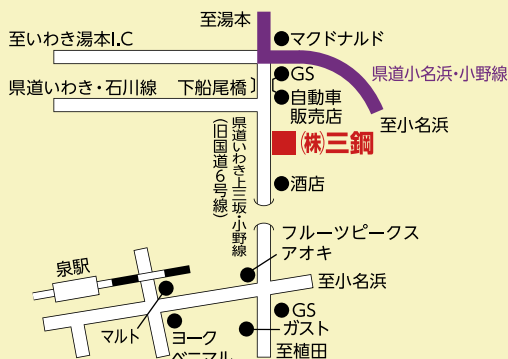 至湯本
マクドナルド
至いわき湯本I.C
GS
県道小名浜・小野線
県道いわき・石川線
下船尾橋
自動車
販売店
至小名浜
(株)三鋼
県道いわき上三坂・小野線
(旧国道6号線)
酒店
フルーツピークス
アオキ
泉駅
至小名浜
GS
マルト
ヨーク
ベニマル
ガスト
至植田